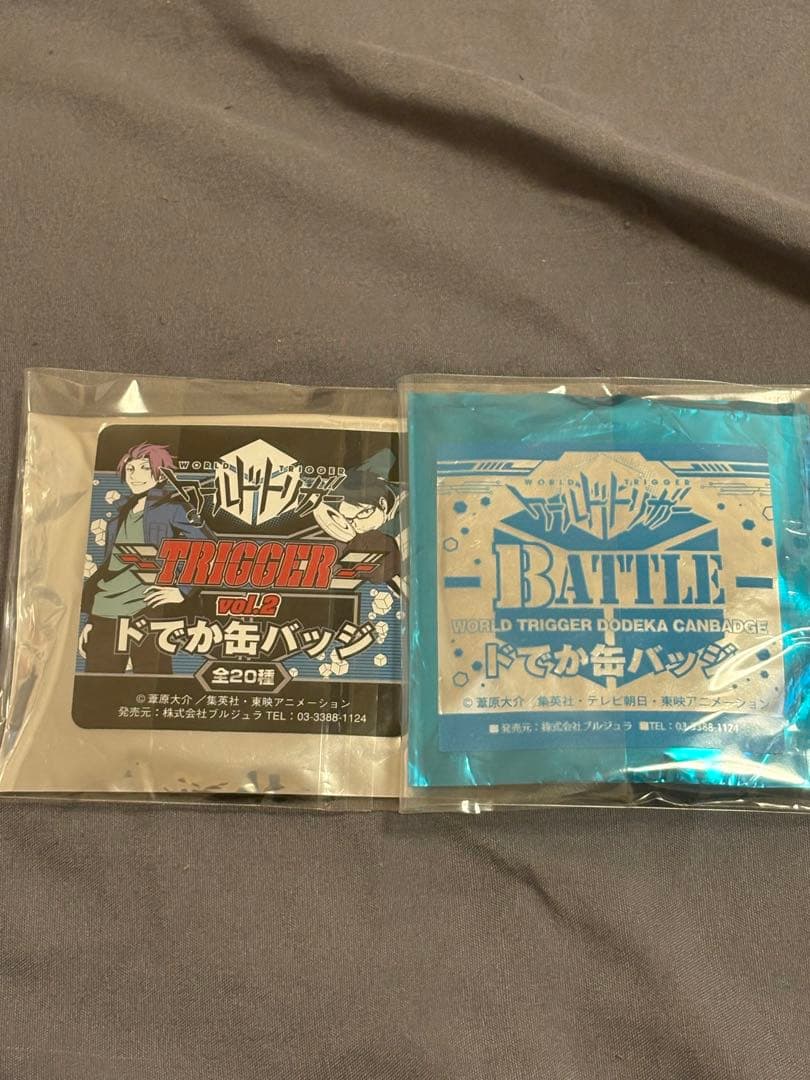 WORLD TRIGGER
ワールドトリガー
TRIGGER
vol.2
ドでか缶バッジ
全20種
©葦原大介／集英社・東映アニメーション
発売元：株式会社ブルジュラ TEL：03-3388-1124
WORLD TRIGGER
ワールドトリガー
BATTLE
WORLD TRIGGER DODEKA CANBADGE
ドでか缶バッジ
©葦原大介／集英社・テレビ朝日・東映アニメーション
■発売元：株式会社ブルジュラ ■TEL：03-3388-1124